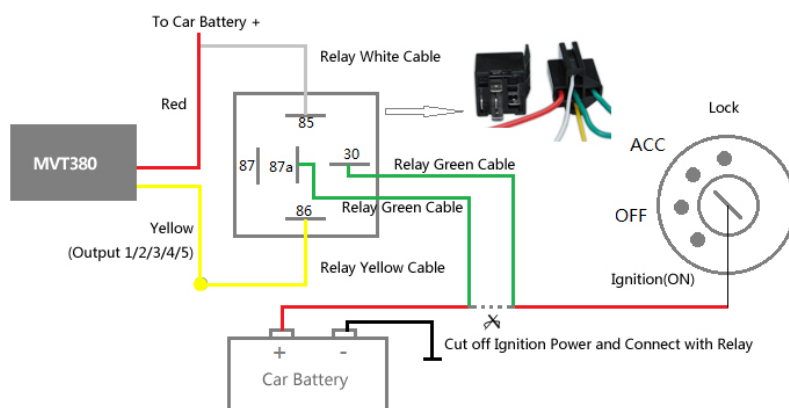 To Car Battery +
Relay White Cable
Red
Lock
85
ACC
MVT380
87
87a
30
Relay Green Cable
Relay Green Cable
OFF
86
Yellow
(Output 1/2/3/4/5)
Relay Yellow Cable
Ignition(ON)
+
-
Cut off Ignition Power and Connect with Relay
Car Battery